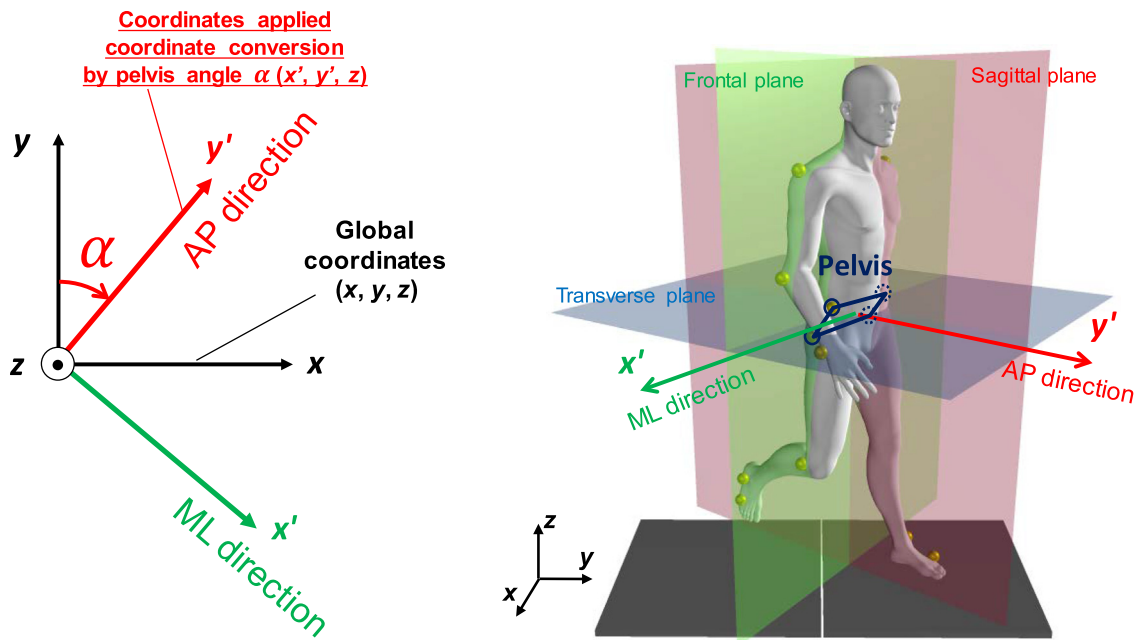 Coordinates applied
coordinate conversion
by pelvis angle α (x', y', z)
y
y'
AP direction
α
Global
coordinates
(x, y, z)
z
x
ML direction
x'
Frontal plane
Sagittal plane
Pelvis
Transverse plane
y'
x'
AP direction
ML direction
z
y
x